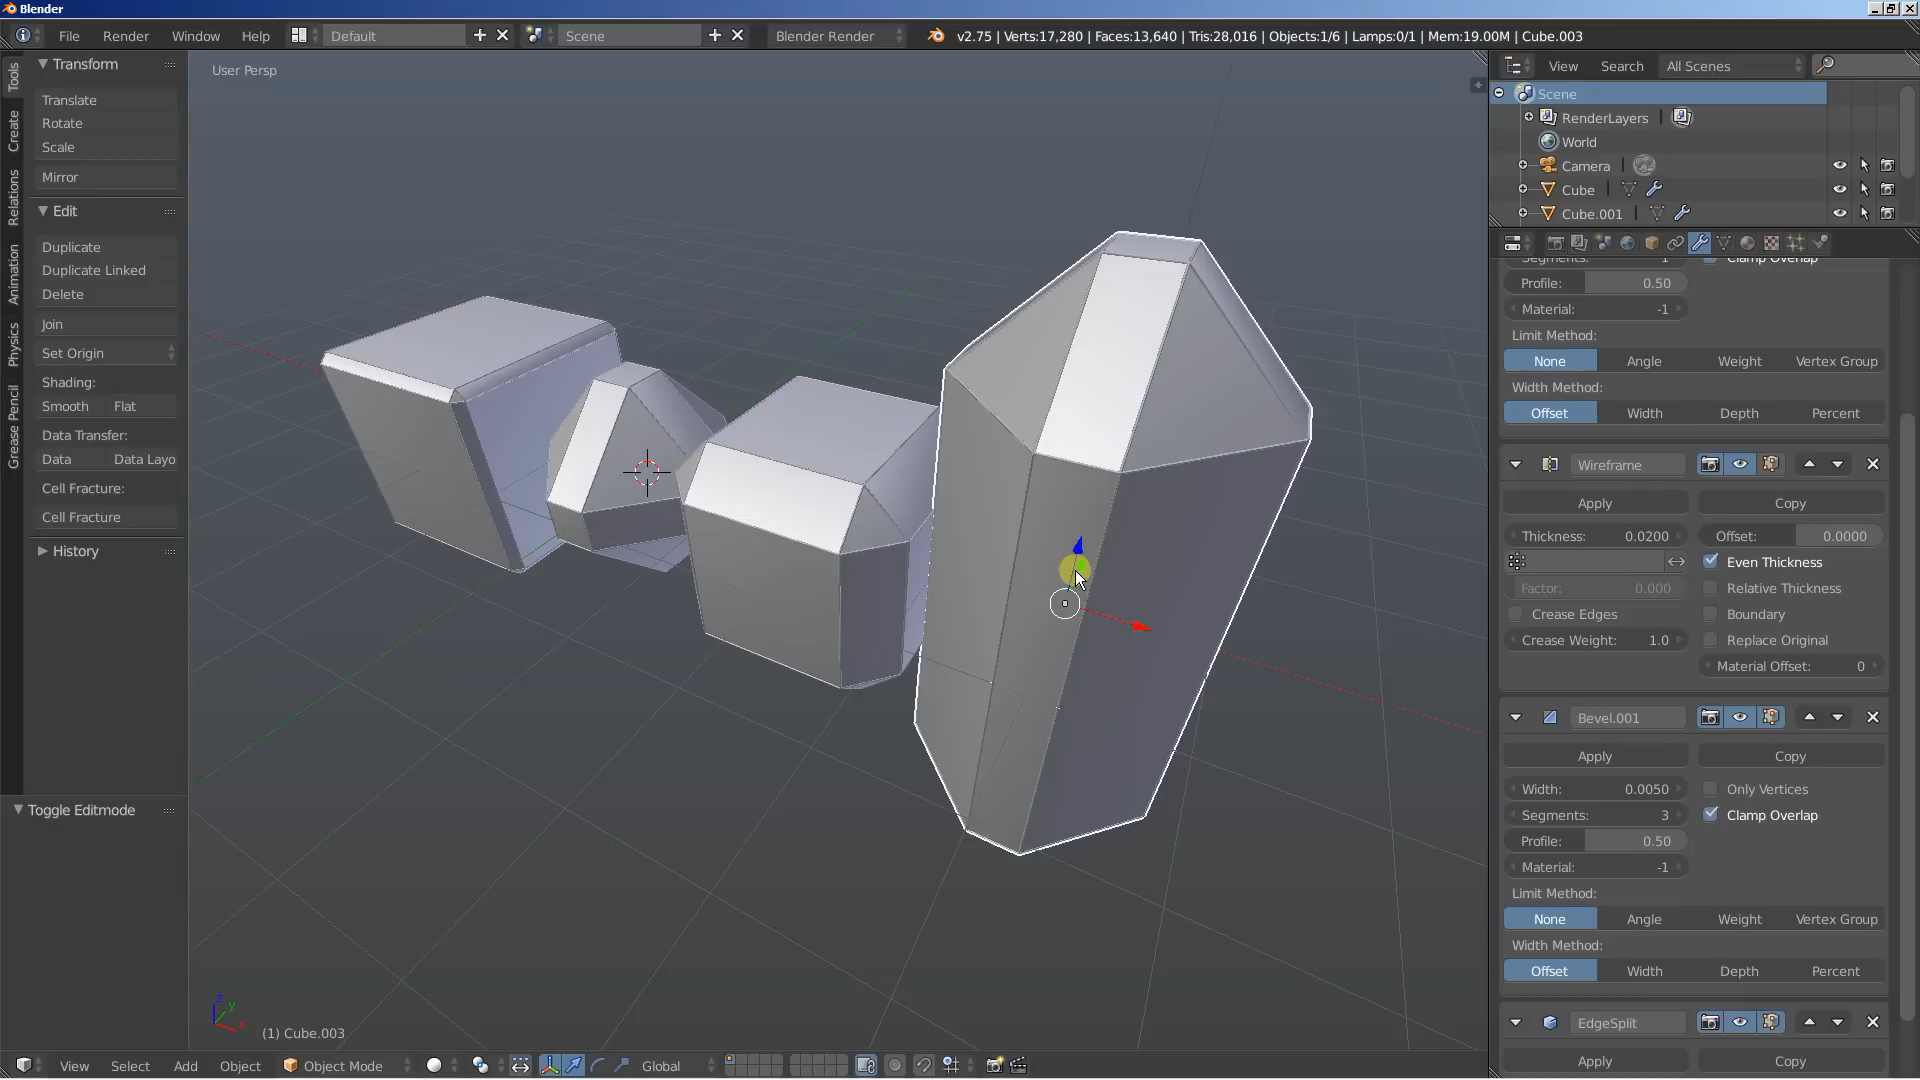 Blender
File Render Window Help Default Scene Blender Render v2.75 | Verts:17,280 | Faces:13,640 | Tris:28,016 | Objects:1/6 | Lamps:0/1 | Mem:19.00M | Cube.003
Tools
Create
Relations
Animation
Physics
Grease Pencil
Transform
Translate
Rotate
Scale
Mirror
Edit
Duplicate
Duplicate Linked
Delete
Join
Set Origin
Shading:
Smooth Flat
Data Transfer:
Data Data Layo
Cell Fracture:
Cell Fracture
History
Toggle Editmode
User Persp
z
y
x
(1) Cube.003
View Select Add Object Object Mode Global
View Search All Scenes
Scene
RenderLayers
World
Camera
Cube
Cube.001
Segments: 1 Clamp Overlap
Profile: 0.50
Material: -1
Limit Method:
None Angle Weight Vertex Group
Width Method:
Offset Width Depth Percent
Wireframe
Apply Copy
Thickness: 0.0200 Offset: 0.0000
Even Thickness
Factor: 0.000 Relative Thickness
Crease Edges Boundary
Crease Weight: 1.0 Replace Original
Material Offset: 0
Bevel.001
Apply Copy
Width: 0.0050 Only Vertices
Segments: 3 Clamp Overlap
Profile: 0.50
Material: -1
Limit Method:
None Angle Weight Vertex Group
Width Method:
Offset Width Depth Percent
EdgeSplit
Apply Copy